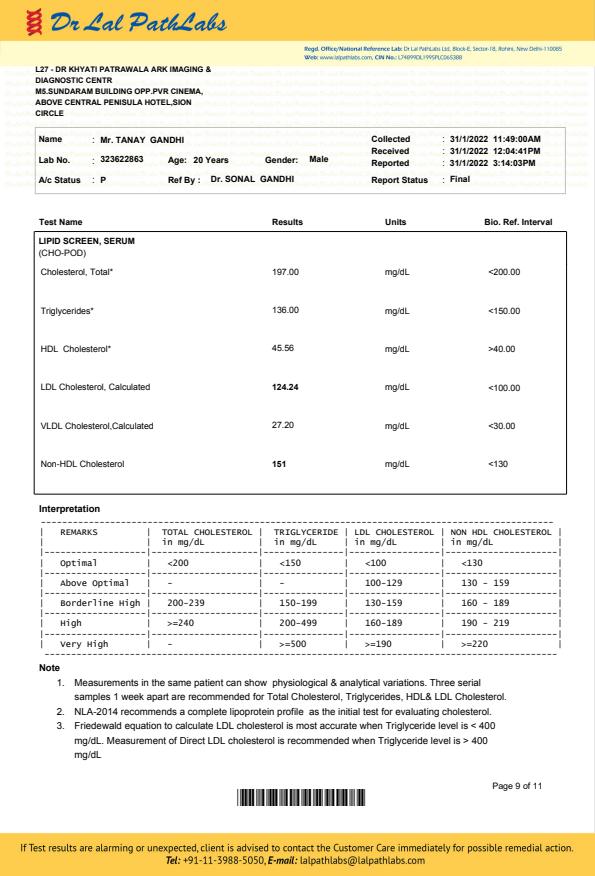 Dr Lal PathLabs
Regd. Office/National Reference Lab: Dr Lal PathLabs Ltd, Block-E, Sector-18, Rohini, New Delhi-110085
Web: www.lalpathlabs.com, CIN No.: L74899DL1995PLC065388
L27 - DR KHYATI PATRAWALA ARK IMAGING &
DIAGNOSTIC CENTR
M5.SUNDARAM BUILDING OPP.PVR CINEMA,
ABOVE CENTRAL PENISULA HOTEL,SION
CIRCLE
Name : Mr. TANAY GANDHI Collected : 31/1/2022 11:49:00AM
Received : 31/1/2022 12:04:41PM
Lab No. : 323622863 Age: 20 Years Gender: Male Reported : 31/1/2022 3:14:03PM
A/c Status : P Ref By : Dr. SONAL GANDHI Report Status : Final
Test Name Results Units Bio. Ref. Interval
LIPID SCREEN, SERUM
(CHO-POD)
Cholesterol, Total* 197.00 mg/dL <200.00
Triglycerides* 136.00 mg/dL <150.00
HDL Cholesterol* 45.56 mg/dL >40.00
LDL Cholesterol, Calculated 124.24 mg/dL <100.00
VLDL Cholesterol,Calculated 27.20 mg/dL <30.00
Non-HDL Cholesterol 151 mg/dL <130
Interpretation
| REMARKS | TOTAL CHOLESTEROL | TRIGLYCERIDE | LDL CHOLESTEROL | NON HDL CHOLESTEROL |
| | in mg/dL | in mg/dL | in mg/dL | in mg/dL |
| Optimal | <200 | <150 | <100 | <130 |
| Above Optimal | - | - | 100-129 | 130 - 159 |
| Borderline High | 200-239 | 150-199 | 130-159 | 160 - 189 |
| High | >=240 | 200-499 | 160-189 | 190 - 219 |
| Very High | - | >=500 | >=190 | >=220 |
Note
1. Measurements in the same patient can show physiological & analytical variations. Three serial
samples 1 week apart are recommended for Total Cholesterol, Triglycerides, HDL& LDL Cholesterol.
2. NLA-2014 recommends a complete lipoprotein profile as the initial test for evaluating cholesterol.
3. Friedewald equation to calculate LDL cholesterol is most accurate when Triglyceride level is < 400
mg/dL. Measurement of Direct LDL cholesterol is recommended when Triglyceride level is > 400
mg/dL
Page 9 of 11
If Test results are alarming or unexpected, client is advised to contact the Customer Care immediately for possible remedial action.
Tel: +91-11-3988-5050, E-mail: lalpathlabs@lalpathlabs.com